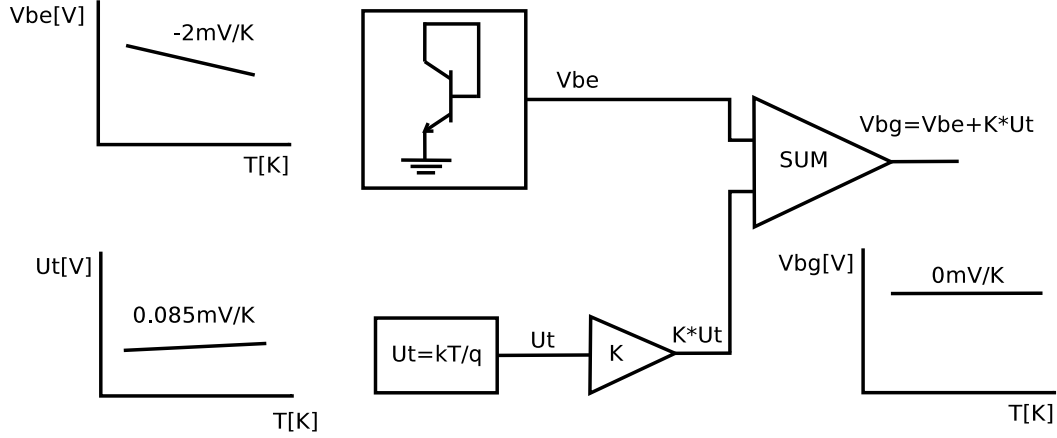 Vbe[V]
-2mV/K
T[K]
Vbe
SUM
Vbg=Vbe+K*Ut
Ut[V]
0.085mV/K
T[K]
Ut=kT/q
Ut
K
K*Ut
Vbg[V]
0mV/K
T[K]